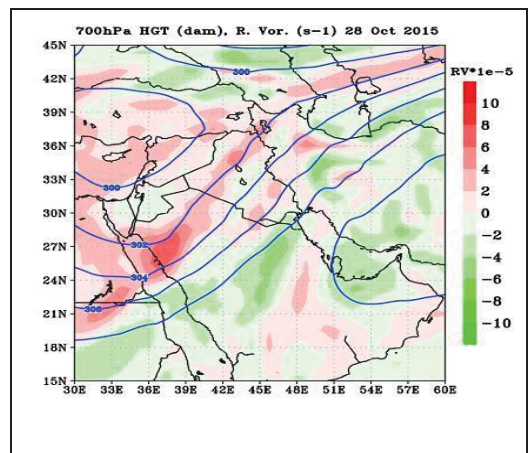 700hPa HGT (dam), R. Vor. (s-1) 28 Oct 2015
RV*1e-5
45N
42N
39N
36N
33N
30N
27N
24N
21N
18N
15N
30E 33E 36E 39E 42E 45E 48E 51E 54E 57E 60E
300
300
302
304
306
10
8
6
4
2
0
-2
-4
-6
-8
-10